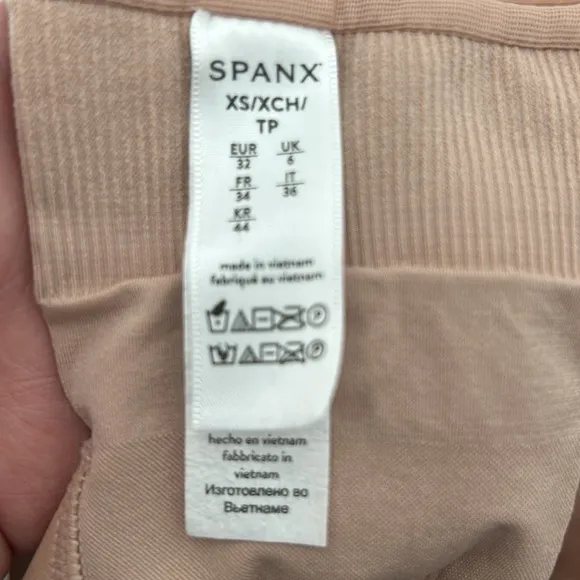 SPANX
XS/XCH/
TP
EUR UK
32 6
FR IT
34 36
KR
44
made in vietnam
fabriqué au vietnam
hecho en vietnam
fabbricato in
vietnam
Изготовлено во
Вьетнаме